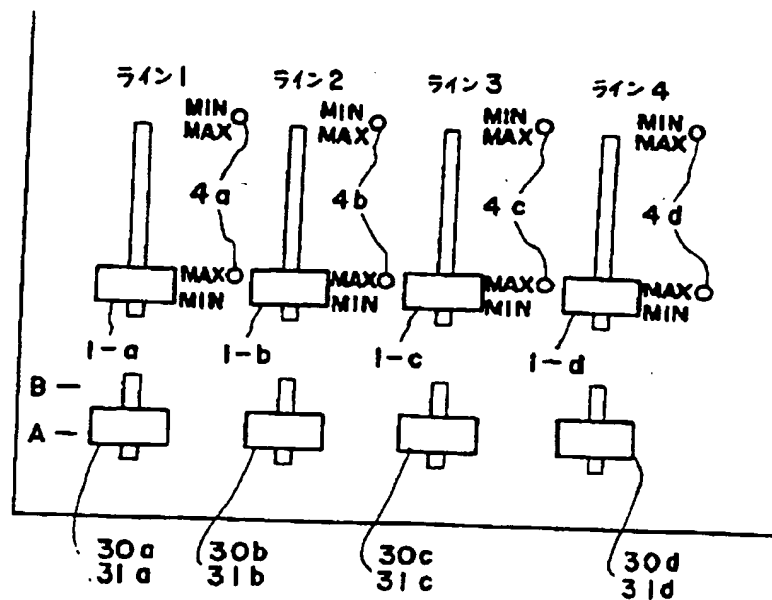 ライン1 ライン2 ライン3 ライン4
MIN MIN MIN MIN
MAX MAX MAX MAX
4a 4b 4c 4d
MAX MAX MAX MAX
MIN MIN MIN MIN
1-a 1-b 1-c 1-d
B
A
30a 30b 30c 30d
31a 31b 31c 31d